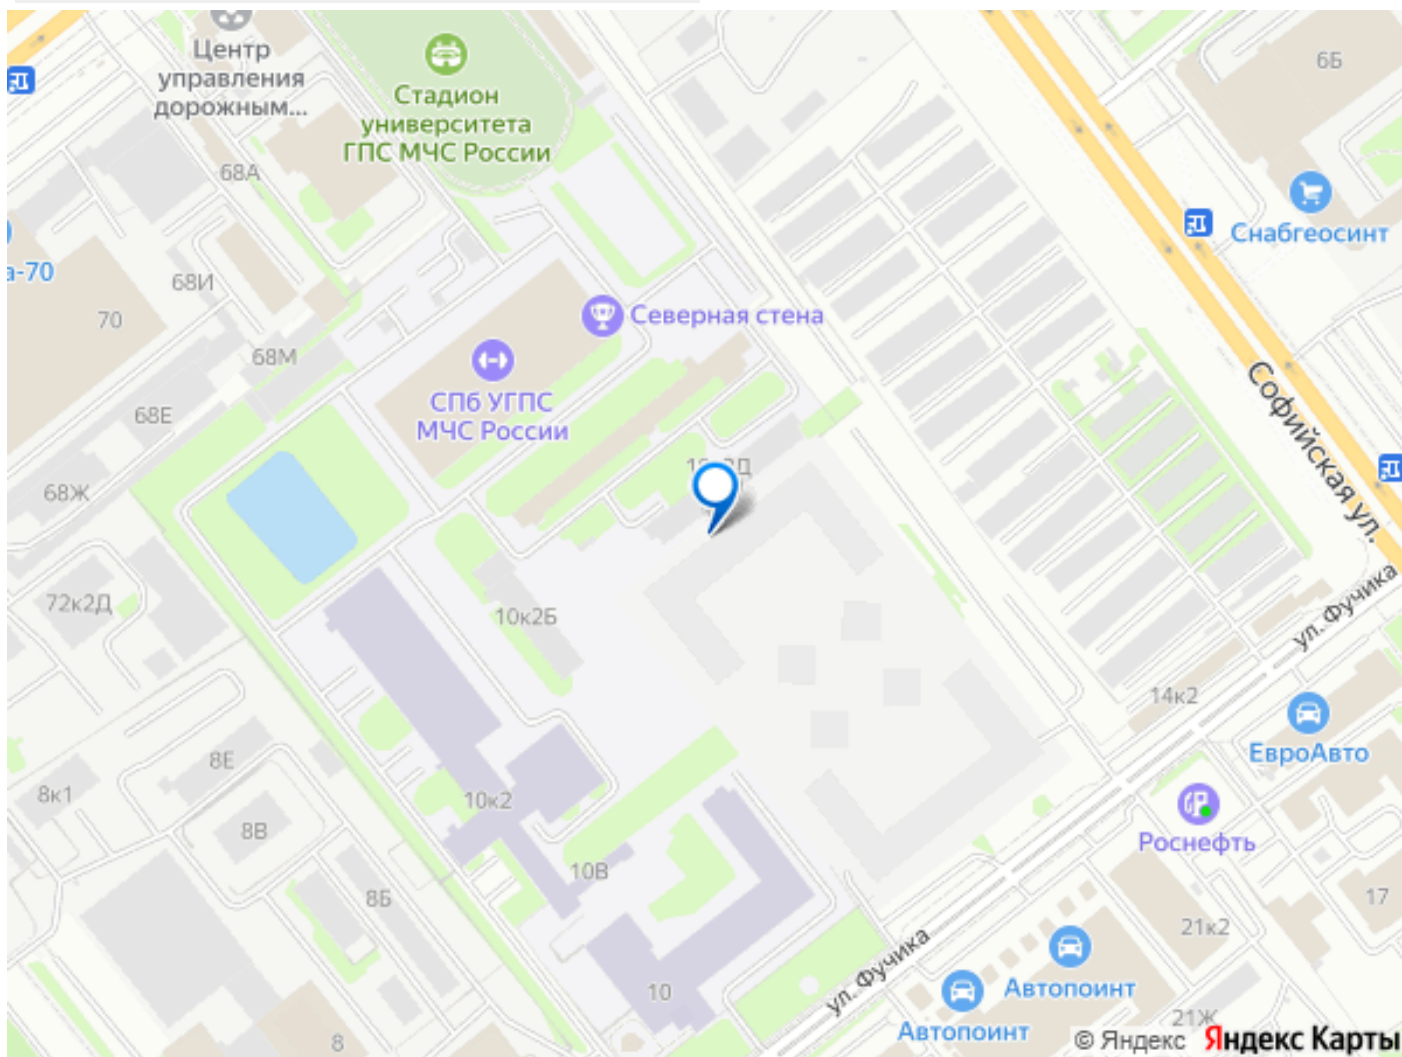 Центр
управления
дорожным...
Стадион
университета
ГПС МЧС России
6Б
68А
Снабгеосинт
а-70
68И
70
Северная стена
68М
СПб УГПС
МЧС России
68Е
Софийская ул.
68Ж
72к2Д
10к2Б
ул. Фучика
14к2
ЕвроАвто
8Е
8к1
10к2
8В
Роснефть
10В
8Б
17
21к2
ул. Фучика
10
Автопоинт
Автопоинт
21Ж
8
© Яндекс Яндекс Карты